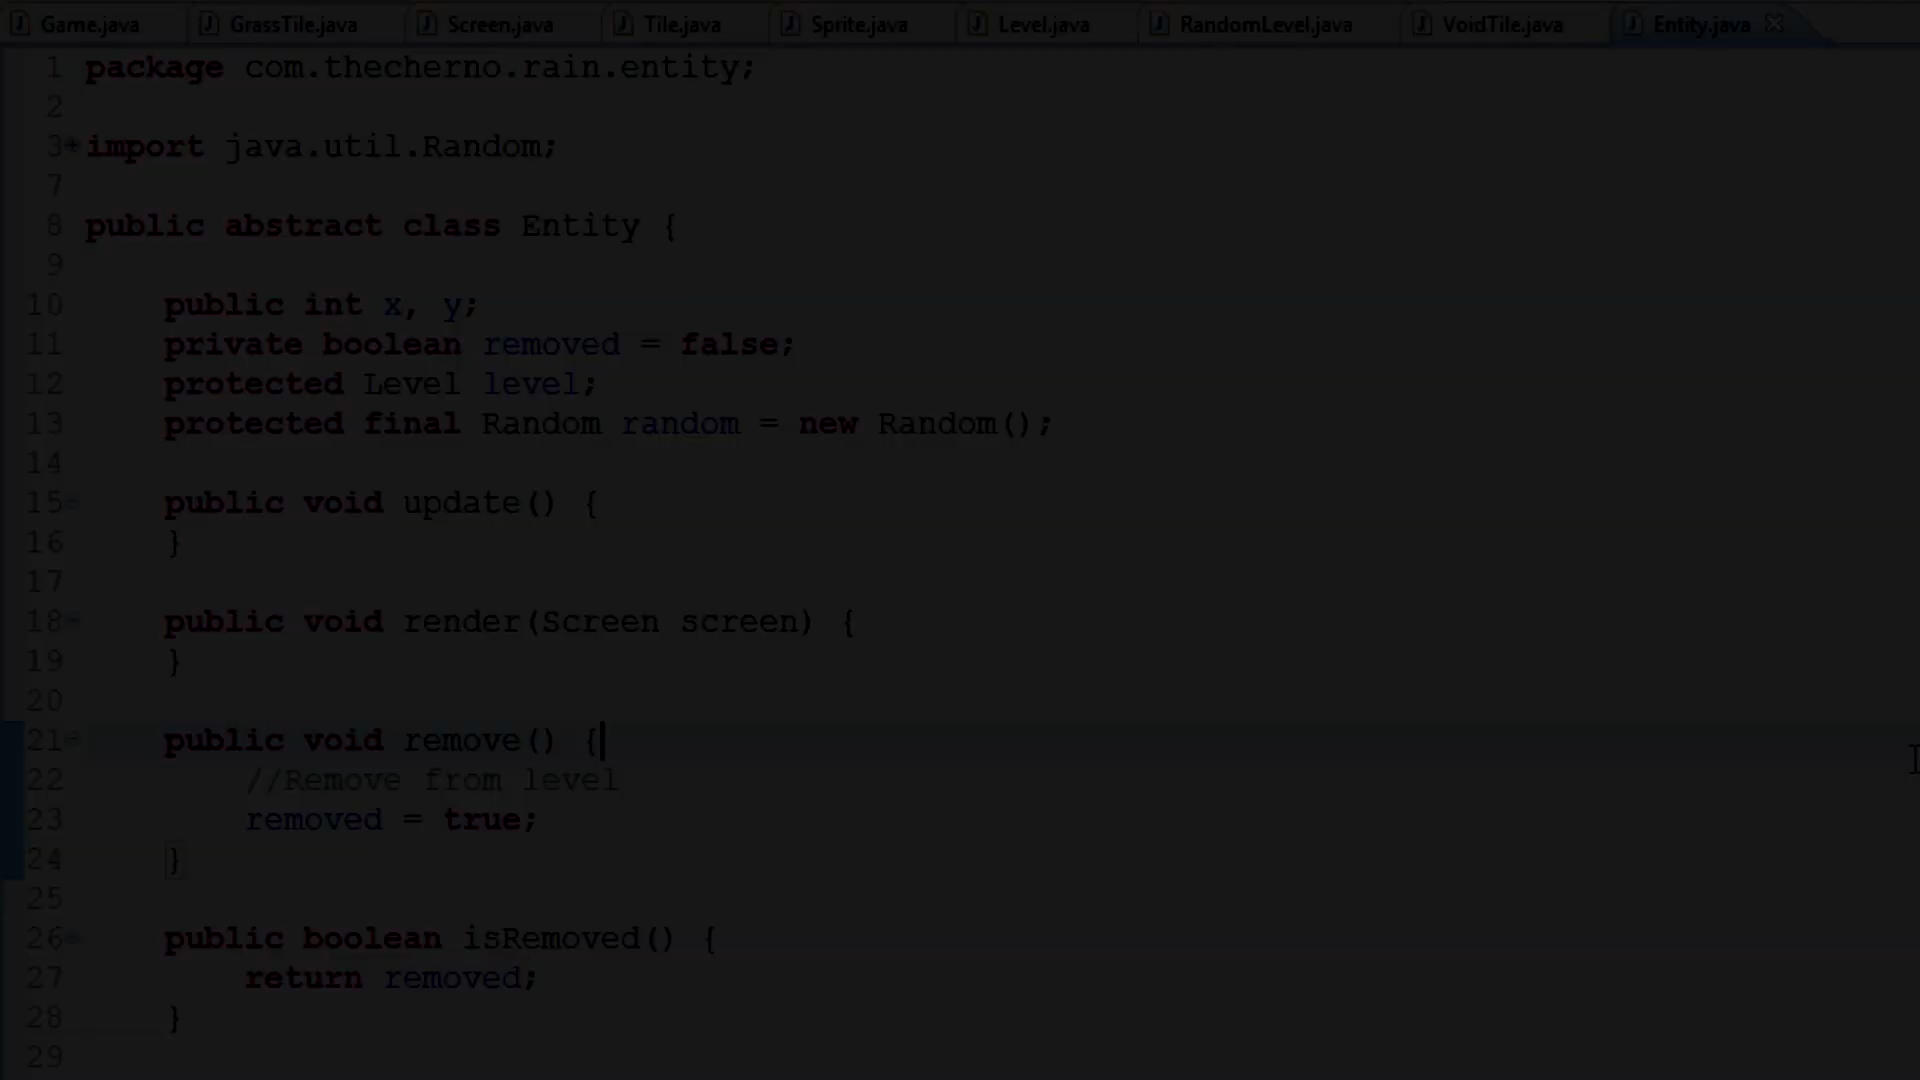 Game.java GrassTile.java Screen.java Tile.java Sprite.java Level.java RandomLevel.java VoidTile.java Entity.java
1 package com.thecherno.rain.entity;
2
3 import java.util.Random;
7
8 public abstract class Entity {
9
10 public int x, y;
11 private boolean removed = false;
12 protected Level level;
13 protected final Random random = new Random();
14
15 public void update() {
16 }
17
18 public void render(Screen screen) {
19 }
20
21 public void remove() {
22 //Remove from level
23 removed = true;
24 }
25
26 public boolean isRemoved() {
27 return removed;
28 }
29